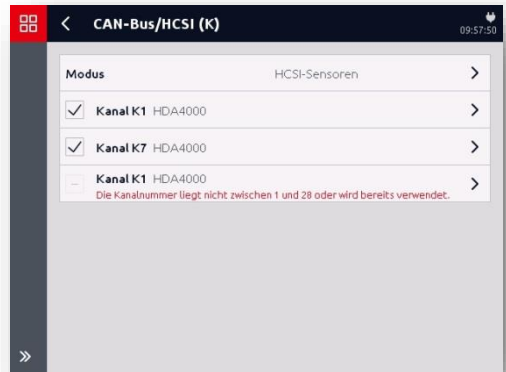 CAN-Bus/HCSI (K)
09:57:50
Modus HCSI-Sensoren
Kanal K1 HDA4000
Kanal K7 HDA4000
Kanal K1 HDA4000
Die Kanalnummer liegt nicht zwischen 1 und 28 oder wird bereits verwendet.